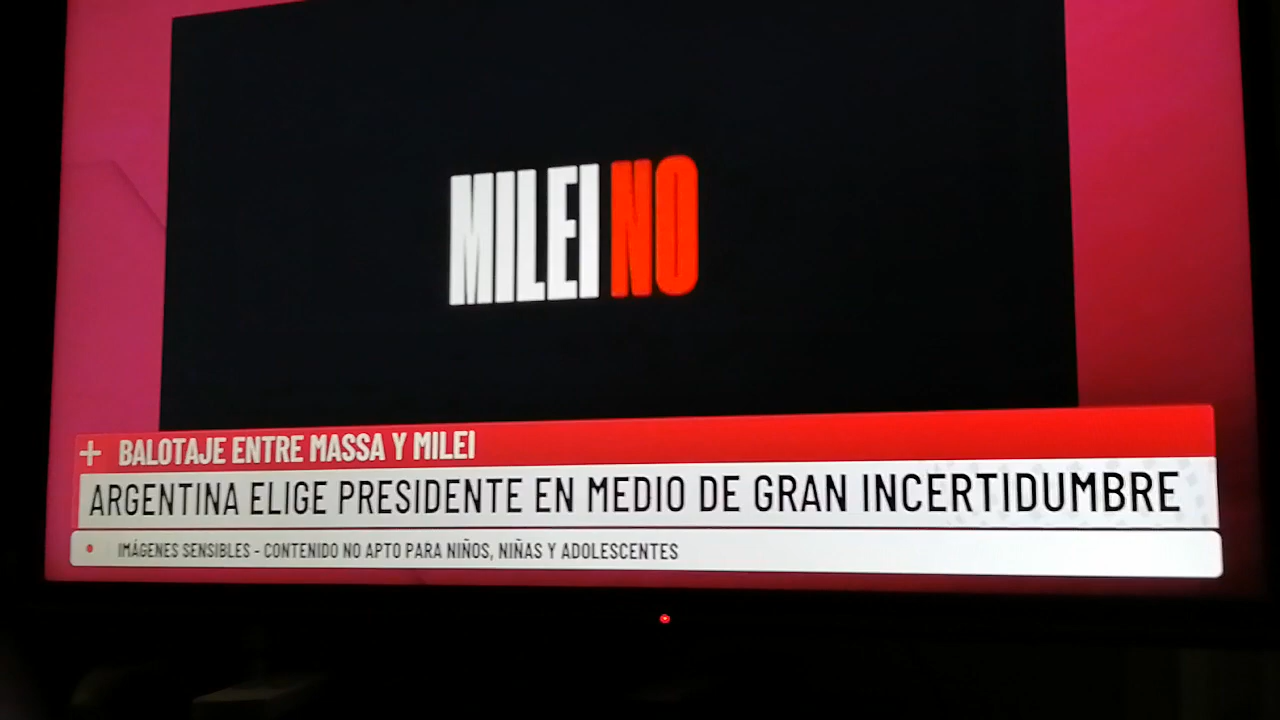 MILEI NO
+ BALOTAJE ENTRE MASSA Y MILEI
ARGENTINA ELIGE PRESIDENTE EN MEDIO DE GRAN INCERTIDUMBRE
IMÁGENES SENSIBLES - CONTENIDO NO APTO PARA NIÑOS, NIÑAS Y ADOLESCENTES